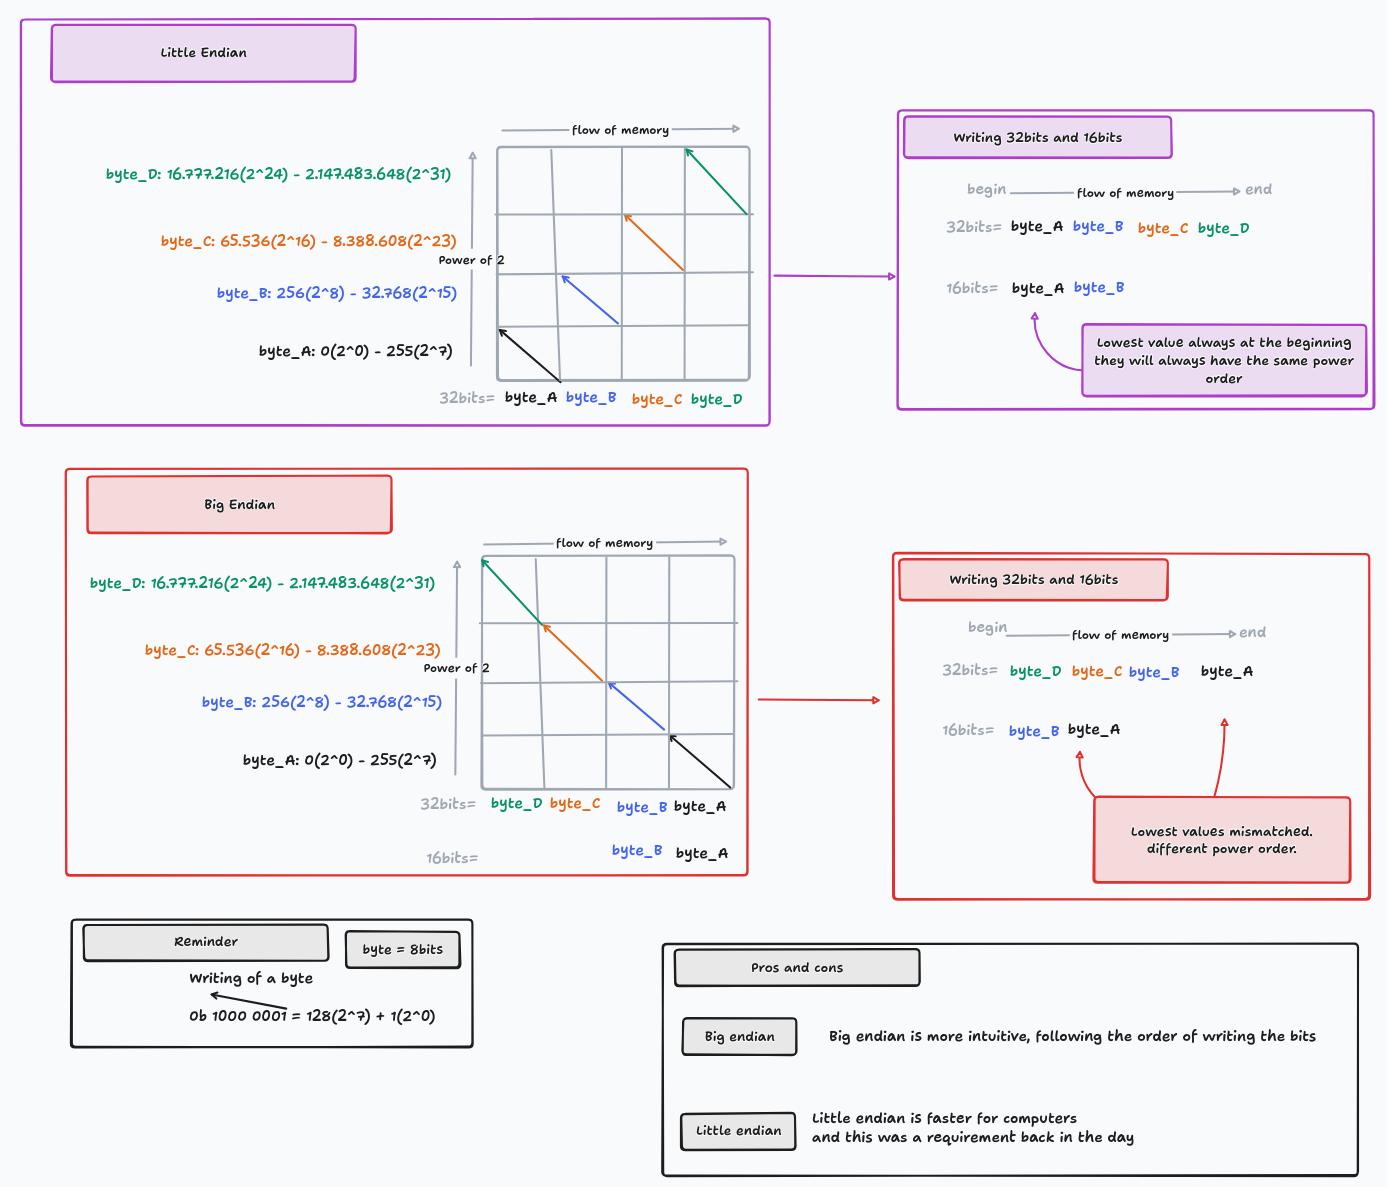 Little Endian
flow of memory
byte_D: 16.777.216(2^24) - 2.147.483.648(2^31)
byte_C: 65.536(2^16) - 8.388.608(2^23)
Power of 2
byte_B: 256(2^8) - 32.768(2^15)
byte_A: 0(2^0) - 255(2^7)
32bits= byte_A byte_B byte_C byte_D
Writing 32bits and 16bits
begin flow of memory end
32bits= byte_A byte_B byte_C byte_D
16bits= byte_A byte_B
Lowest value always at the beginning
they will always have the same power
order
Big Endian
flow of memory
byte_D: 16.777.216(2^24) - 2.147.483.648(2^31)
byte_C: 65.536(2^16) - 8.388.608(2^23)
Power of 2
byte_B: 256(2^8) - 32.768(2^15)
byte_A: 0(2^0) - 255(2^7)
32bits= byte_D byte_C byte_B byte_A
16bits= byte_B byte_A
Writing 32bits and 16bits
begin flow of memory end
32bits= byte_D byte_C byte_B byte_A
16bits= byte_B byte_A
Lowest values mismatched.
different power order.
Reminder
byte = 8bits
Writing of a byte
0b 1000 0001 = 128(2^7) + 1(2^0)
Pros and cons
Big endian
Big endian is more intuitive, following the order of writing the bits
Little endian
Little endian is faster for computers
and this was a requirement back in the day